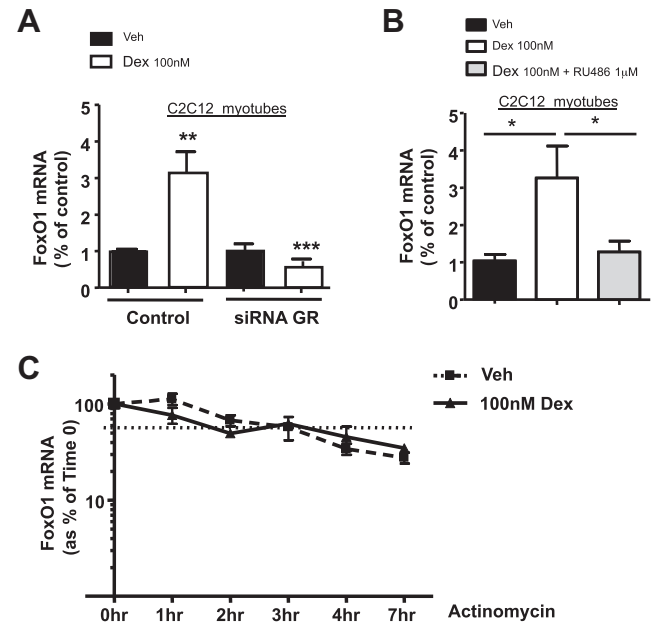 A
Veh
Dex 100nM
C2C12 myotubes
FoxO1 mRNA
(% of control)
5
4
3
2
1
0
**
***
Control
siRNA GR
B
Veh
Dex 100nM
Dex 100nM + RU486 1μM
C2C12 myotubes
FoxO1 mRNA
(% of control)
5
4
3
2
1
0
*
*
C
Veh
100nM Dex
FoxO1 mRNA
(as % of Time 0)
100
10
0hr 1hr 2hr 3hr 4hr 7hr
Actinomycin